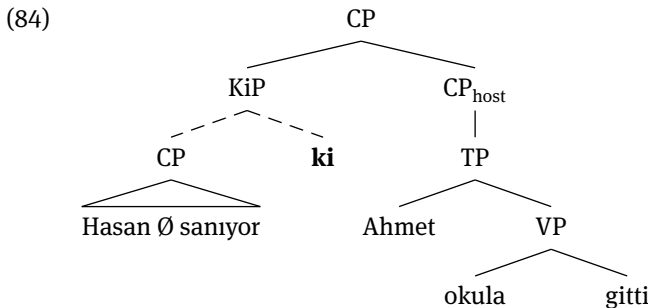 (84) CP
KiP CPhost
CP ki TP
Hasan Ø sanıyor Ahmet VP
okula gitti